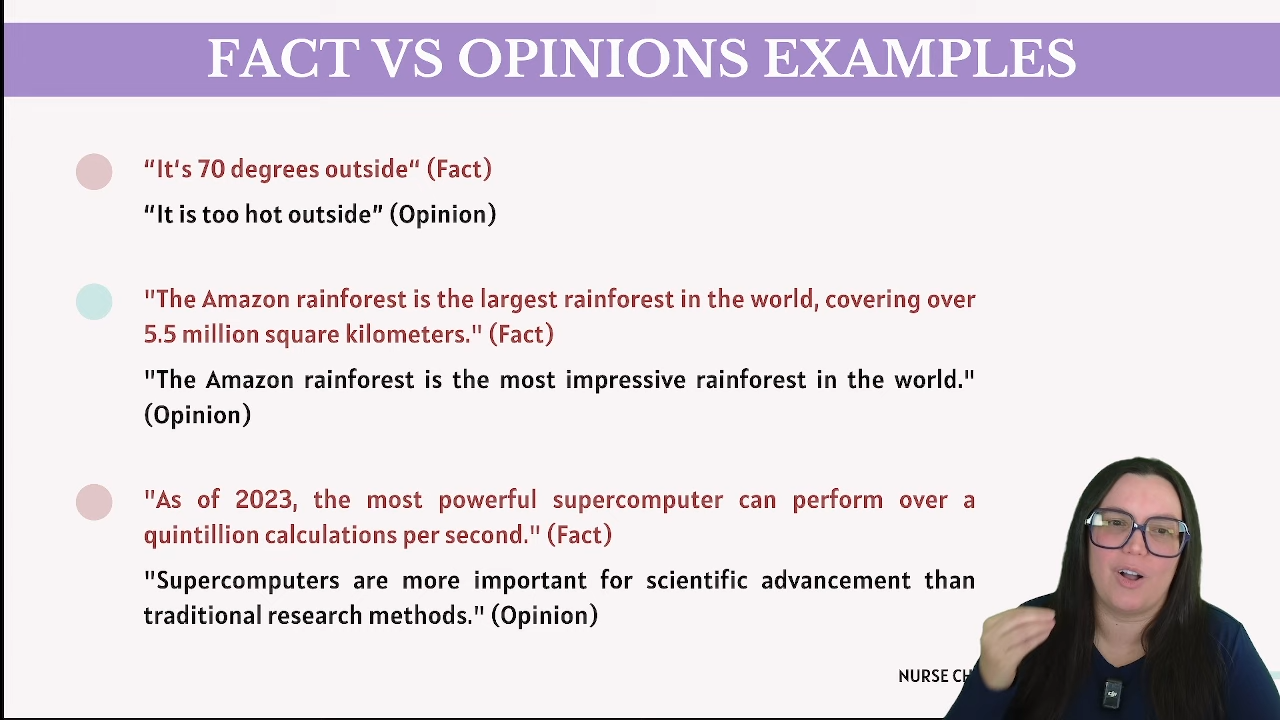 FACT VS OPINIONS EXAMPLES
“It‘s 70 degrees outside“ (Fact)
“It is too hot outside” (Opinion)
"The Amazon rainforest is the largest rainforest in the world, covering over
5.5 million square kilometers." (Fact)
"The Amazon rainforest is the most impressive rainforest in the world."
(Opinion)
"As of 2023, the most powerful supercomputer can perform over a
quintillion calculations per second." (Fact)
"Supercomputers are more important for scientific advancement than
traditional research methods." (Opinion)
NURSE